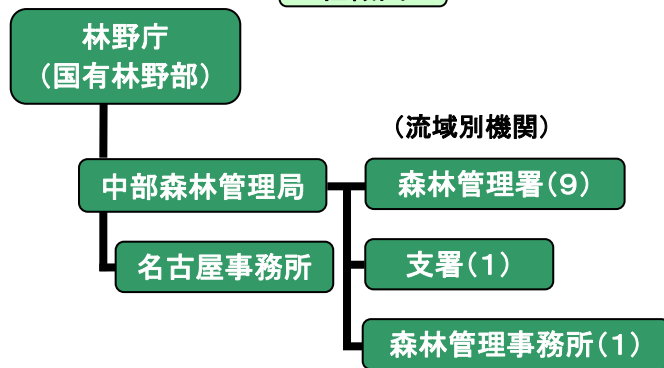 林野庁
（国有林野部）
（流域別機関）
中部森林管理局
森林管理署（９）
名古屋事務所
支署（１）
森林管理事務所（１）